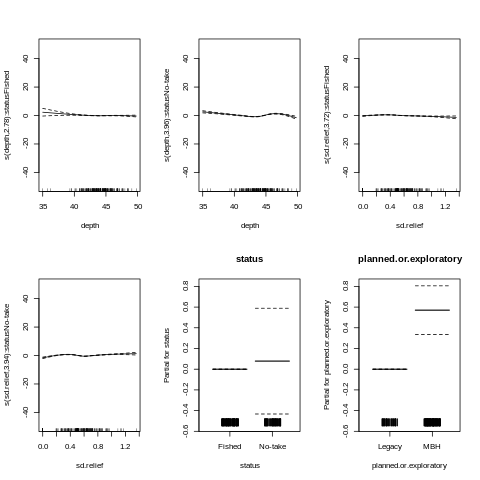 s(depth,2.78):statusFished
40
20
0
-20
-40
35 40 45 50
depth
s(depth,3.96):statusNo-take
40
20
0
-20
-40
35 40 45 50
depth
s(sd.relief,3.72):statusFished
40
20
0
-20
-40
0.0 0.4 0.8 1.2
sd.relief
s(sd.relief,3.94):statusNo-take
40
20
0
-20
-40
0.0 0.4 0.8 1.2
sd.relief
status
Partial for status
0.8
0.6
0.4
0.2
0.0
-0.2
-0.4
-0.6
Fished No-take
status
planned.or.exploratory
Partial for planned.or.exploratory
0.8
0.6
0.4
0.2
0.0
-0.2
-0.4
-0.6
Legacy MBH
planned.or.exploratory